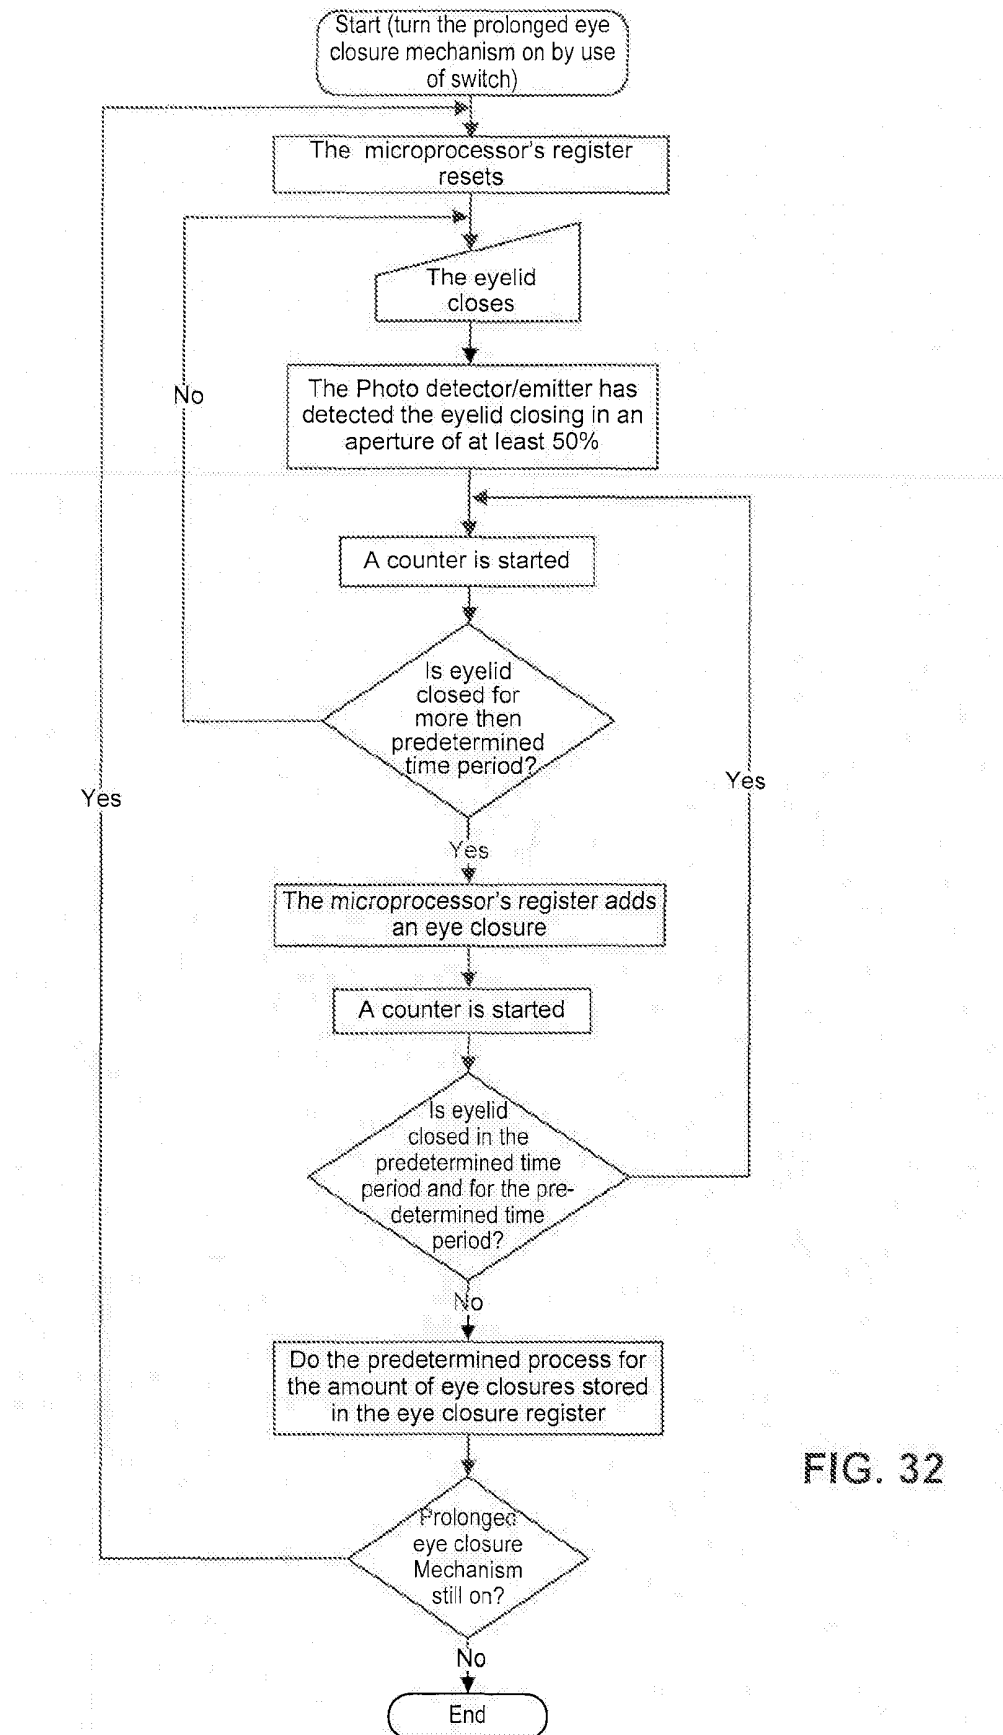 Start (turn the prolonged eye
closure mechanism on by use
of switch)
The microprocessor's register
resets
The eyelid
closes
No
The Photo detector/emitter has
detected the eyelid closing in an
aperture of at least 50%
A counter is started
Is eyelid
closed for
more then
predetermined
time period?
Yes
Yes
Yes
The microprocessor's register adds
an eye closure
A counter is started
Is eyelid
closed in the
predetermined time
period and for the pre-
determined time
period?
No
Do the predetermined process for
the amount of eye closures stored
in the eye closure register
FIG. 32
Prolonged
eye closure
Mechanism
still on?
No
End